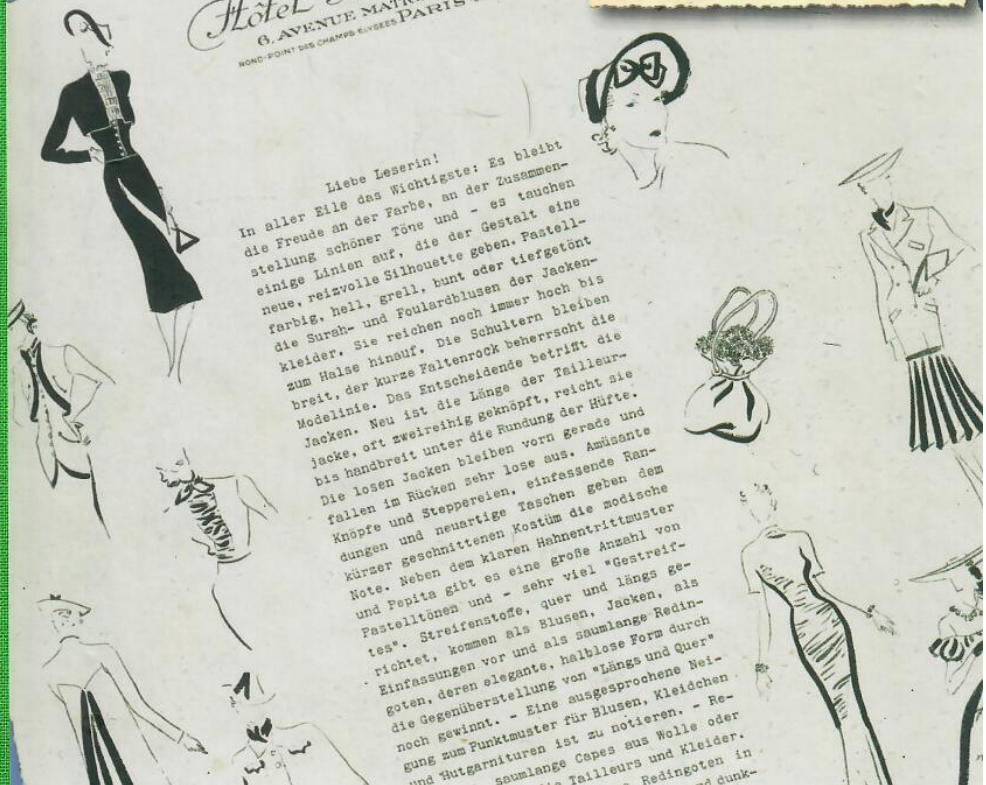 Hôtel
6, AVENUE
ROND-POINT DES CHAMPS ELYSÉES PARIS
Liebe Leserin!
In aller Eile das Wichtigste: Es bleibt
die Freude an der Farbe, an der Zusammen-
stellung schöner Töne und - es tauchen
einige Linien auf, die der Gestalt eine
neue, reizvolle Silhouette geben. Pastell-
farbig, hell, grell, bunt oder tiefgetönt
die Surah- und Foulardblusen der Jacken-
kleider. Sie reichen noch immer hoch bis
zum Halse hinauf. Die Schultern bleiben
breit, der kurze Faltenrock beherrscht die
Modelinie. Das Entscheidende betrifft die
Jacken. Neu ist die Länge der Tailleur-
jacke, oft zweireihig geknöpft, reicht sie
bis handbreit unter die Rundung der Hüfte.
Die losen Jacken bleiben vorn gerade und
fallen im Rücken sehr lose aus. Amüsante
Knöpfe und Steppereien, einfassende Ran-
dungen und neuartige Taschen geben dem
kürzer geschnittenen Kostüm die modische
Note. Neben dem klaren Hahnentrittmuster
und Pepita gibt es eine große Anzahl von
Pastelltönen und - sehr viel "Gestreif-
tes". Streifenstoffe, quer und längs ge-
richtet, kommen als Blusen, Jacken, als
Einfassungen vor und als saumlange Redin-
goten, deren elegante, halblose Form durch
die Gegenüberstellung von "Längs und Quer"
noch gewinnt. - Eine ausgesprochene Nei-
gung zum Punktmuster für Blusen, Kleidchen
und Hutgarnituren ist zu notieren. - Re-
saumlange Capes aus Wolle oder
Tailleurs und Kleider.
Redingoten in
dunk-